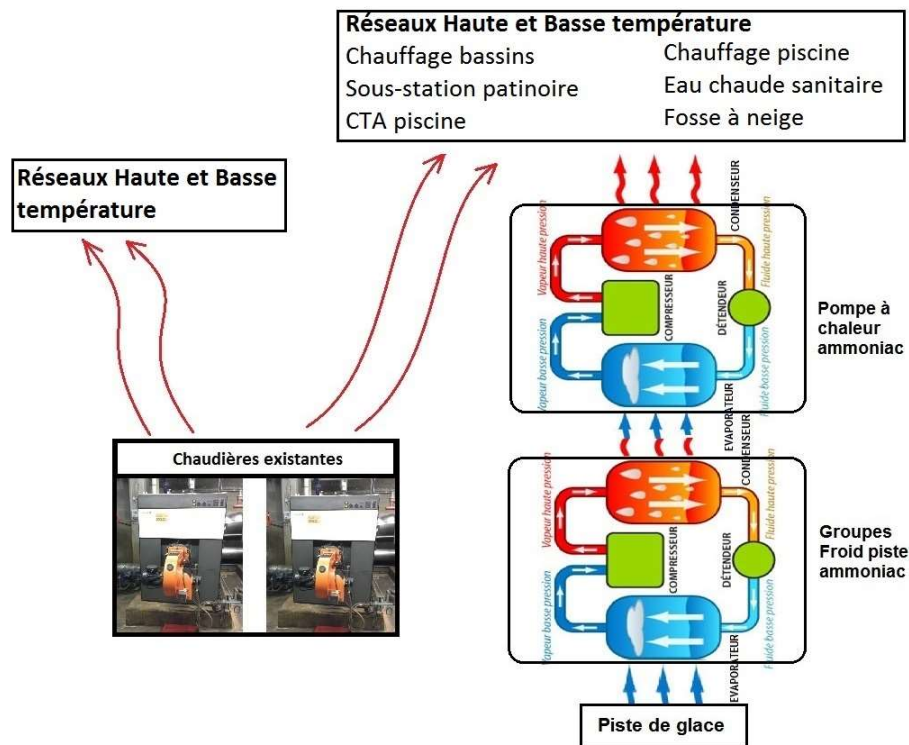 Réseaux Haute et Basse température
Chauffage bassins
Chauffage piscine
Sous-station patinoire
Eau chaude sanitaire
CTA piscine
Fosse à neige
Réseaux Haute et Basse
température
CONDENSEUR
Vapeur haute pression
Fluide haute pression
COMPRESSEUR
DÉTENDEUR
Vapeur basse pression
Fluide basse pression
EVAPORATEUR
Pompe à
chaleur
ammoniac
Chaudières existantes
CONDENSEUR
Vapeur haute pression
Fluide haute pression
COMPRESSEUR
DÉTENDEUR
Vapeur basse pression
Fluide basse pression
EVAPORATEUR
Groupes
Froid piste
ammoniac
Piste de glace